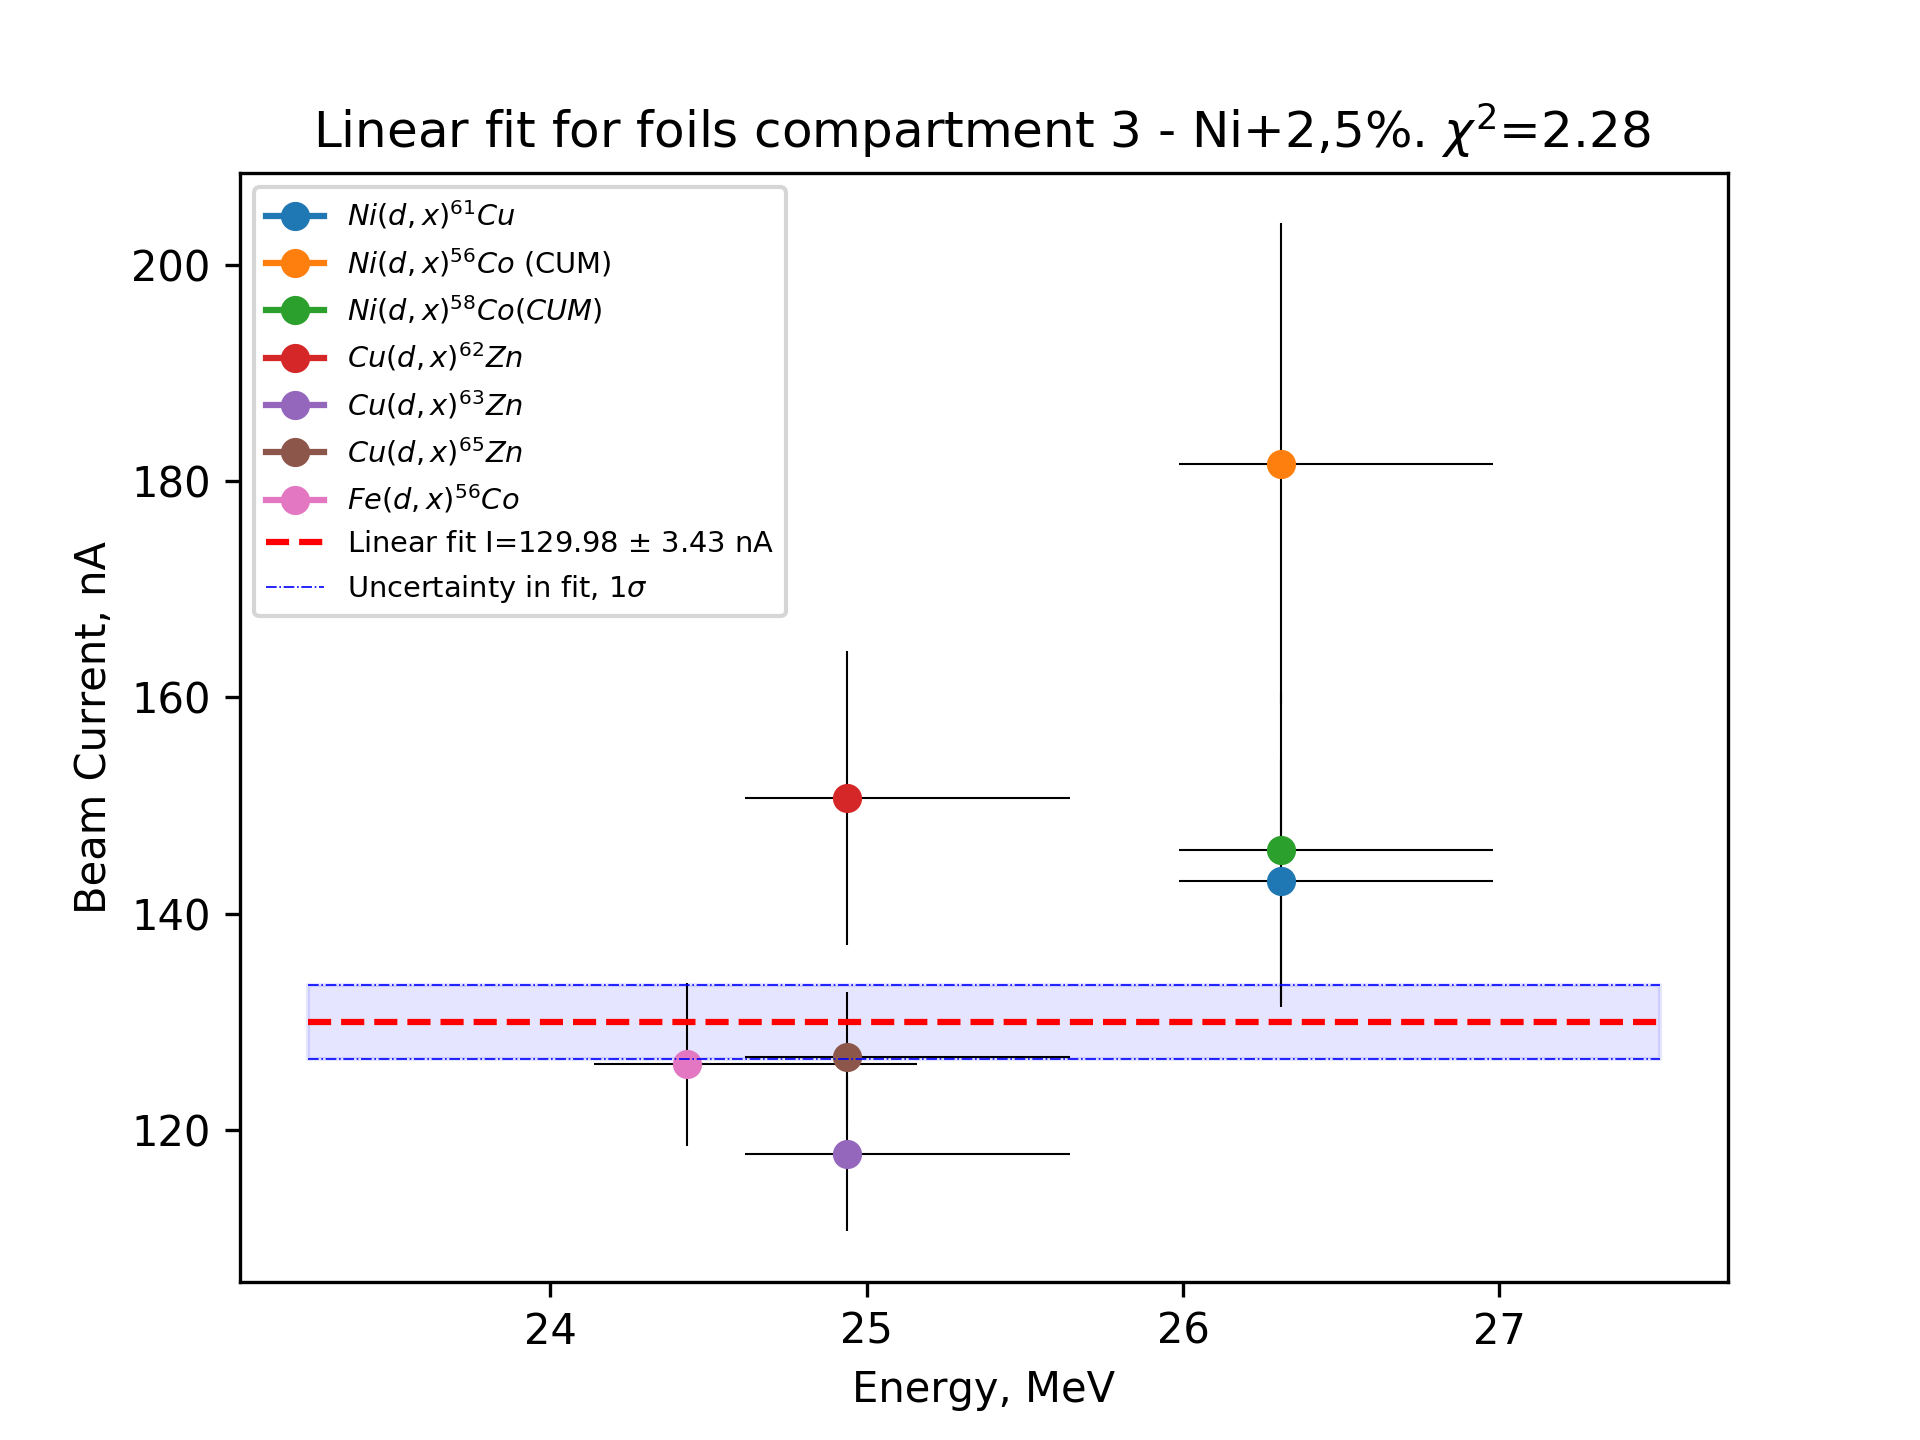 Linear fit for foils compartment 3 - Ni+2,5%. χ²=2.28
Ni(d, x)⁶¹Cu
Ni(d, x)⁵⁶Co (CUM)
Ni(d, x)⁵⁸Co(CUM)
Cu(d, x)⁶²Zn
Cu(d, x)⁶³Zn
Cu(d, x)⁶⁵Zn
Fe(d, x)⁵⁶Co
Linear fit I=129.98 ± 3.43 nA
Uncertainty in fit, 1σ
Beam Current, nA
200
180
160
140
120
24 25 26 27
Energy, MeV